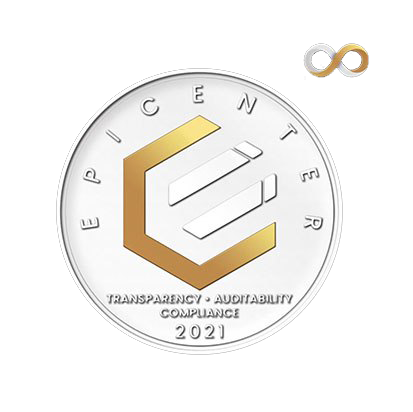 EPICENTER
TRANSPARENCY • AUDITABILITY
COMPLIANCE
2021